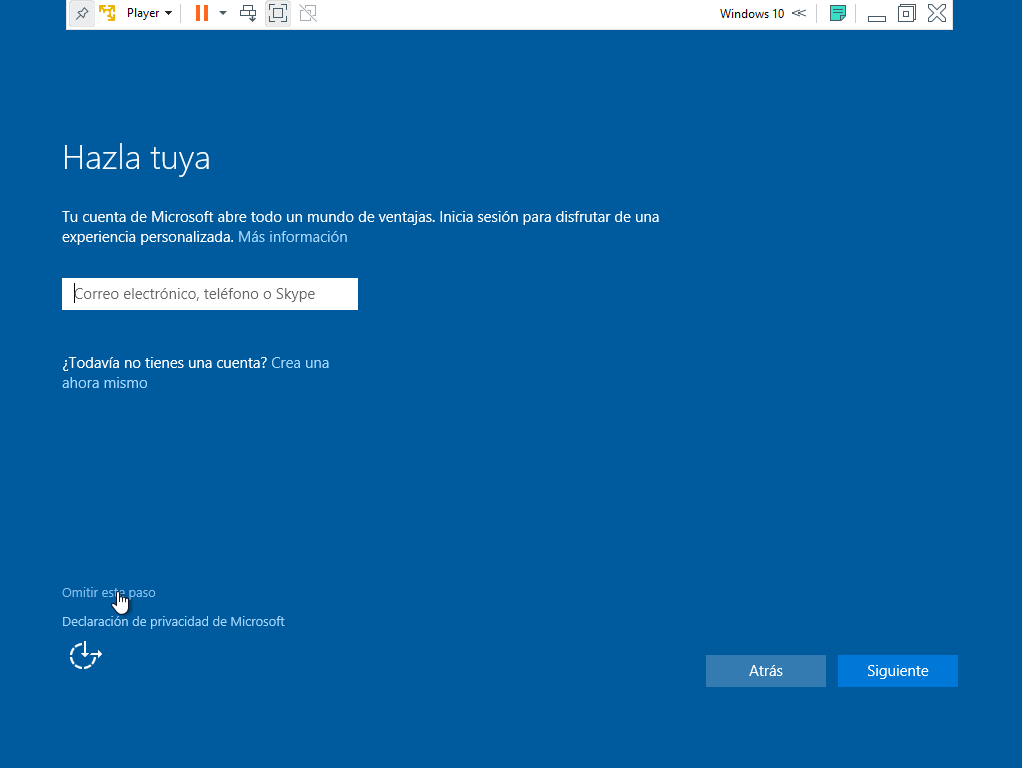 Player
Windows 10
Hazla tuya
Tu cuenta de Microsoft abre todo un mundo de ventajas. Inicia sesión para disfrutar de una
experiencia personalizada. Más información
Correo electrónico, teléfono o Skype
¿Todavía no tienes una cuenta? Crea una
ahora mismo
Omitir este paso
Declaración de privacidad de Microsoft
Atrás
Siguiente